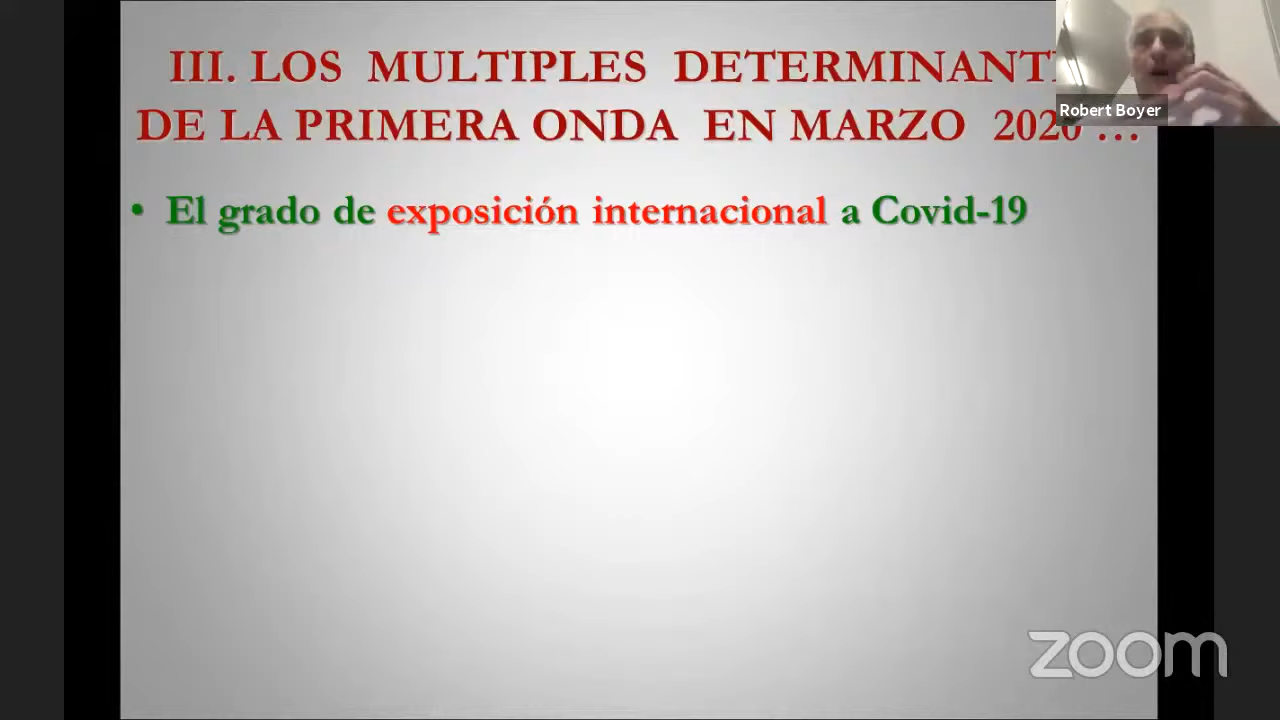 III. LOS MULTIPLES DETERMINANT
DE LA PRIMERA ONDA EN MARZO 2020 ...
Robert Boyer
• El grado de exposición internacional a Covid-19
zoom